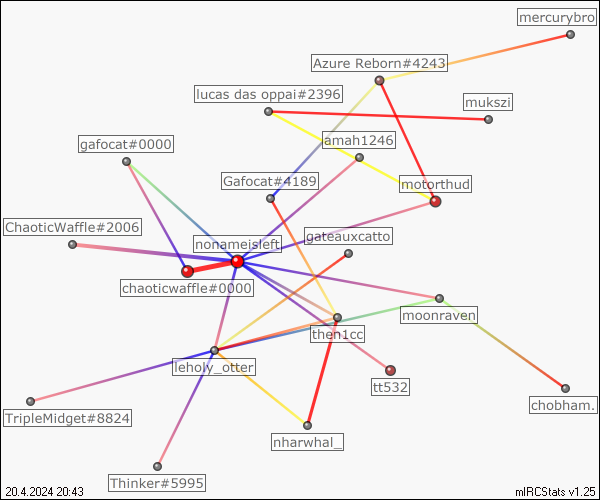 mercurybro
Azure Reborn#4243
lucas das oppai#2396
mukszi
gafocat#0000
amah1246
Gafocat#4189
motorthud
ChaoticWaffle#2006
nonameisleft
gateauxcatto
chaoticwaffle#0000
moonraven
then1cc
leholy_otter
tt532
TripleMidget#8824
chobham.
nharwhal_
Thinker#5995
20.4.2024 20:43
mIRCStats v1.25